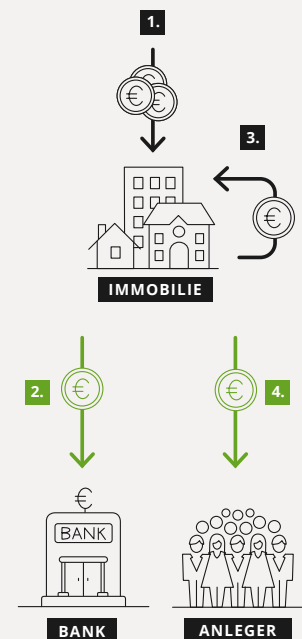 1.
€
€
€
3.
€
IMMOBILIE
2.
€
€
4.
€
BANK
BANK
ANLEGER